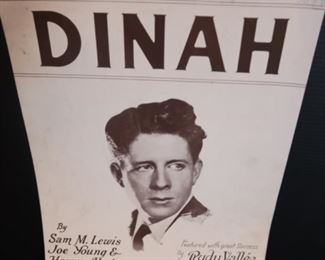 DINAH
By
Sam M. Lewis
Joe Young &
Featured with great Success
By Rudy Vallée